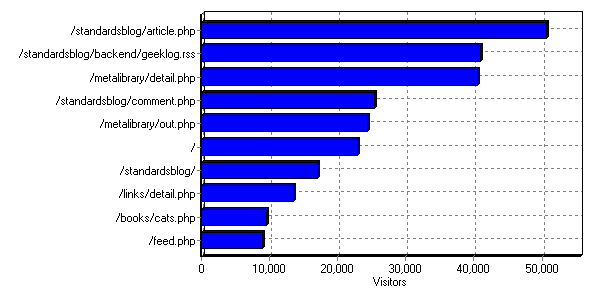 /standardsblog/article.php
/standardsblog/backend/geeklog.rss
/metalibrary/detail.php
/standardsblog/comment.php
/metalibrary/out.php
/
/standardsblog/
/links/detail.php
/books/cats.php
/feed.php
0 10,000 20,000 30,000 40,000 50,000
Visitors